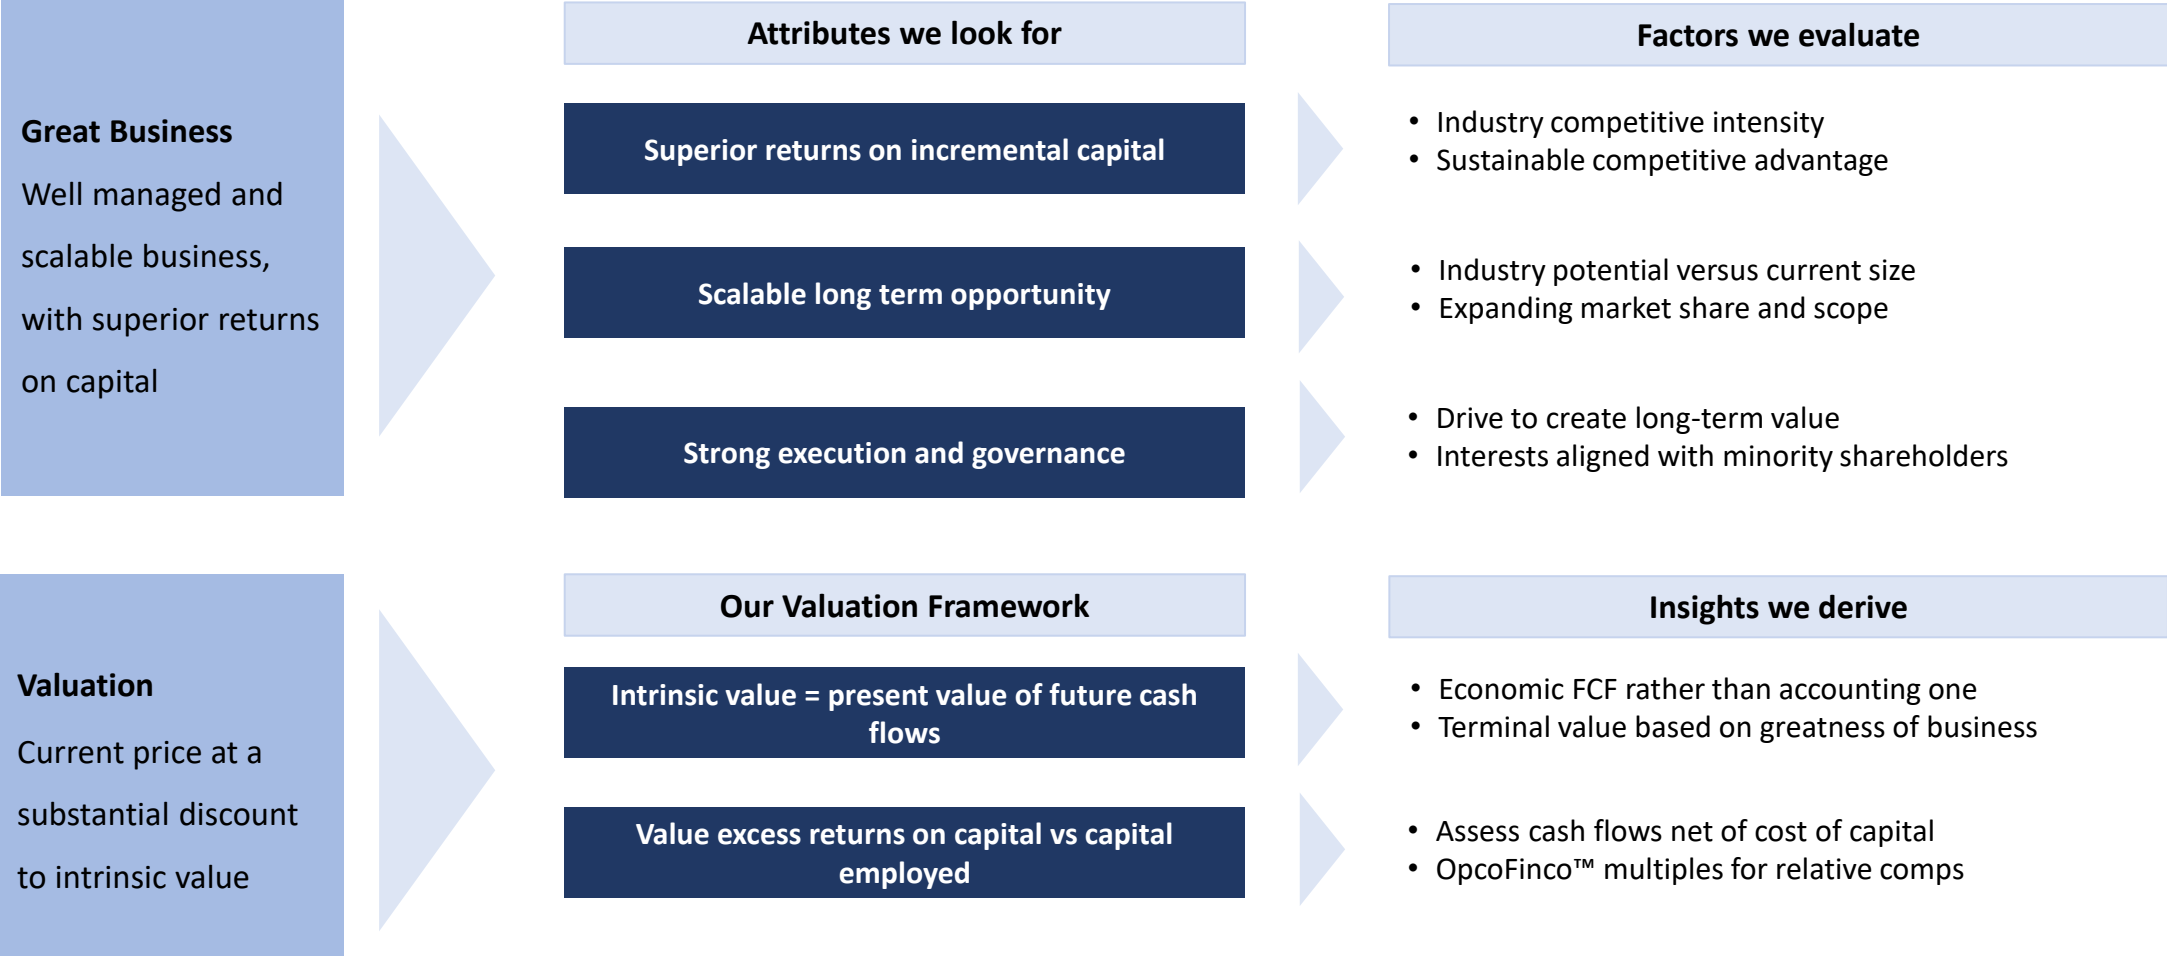 Great Business
Well managed and
scalable business,
with superior returns
on capital
Attributes we look for
Superior returns on incremental capital
Scalable long term opportunity
Strong execution and governance
Factors we evaluate
• Industry competitive intensity
• Sustainable competitive advantage
• Industry potential versus current size
• Expanding market share and scope
• Drive to create long-term value
• Interests aligned with minority shareholders
Valuation
Current price at a
substantial discount
to intrinsic value
Our Valuation Framework
Intrinsic value = present value of future cash
flows
Value excess returns on capital vs capital
employed
Insights we derive
• Economic FCF rather than accounting one
• Terminal value based on greatness of business
• Assess cash flows net of cost of capital
• OpcoFinco™ multiples for relative comps